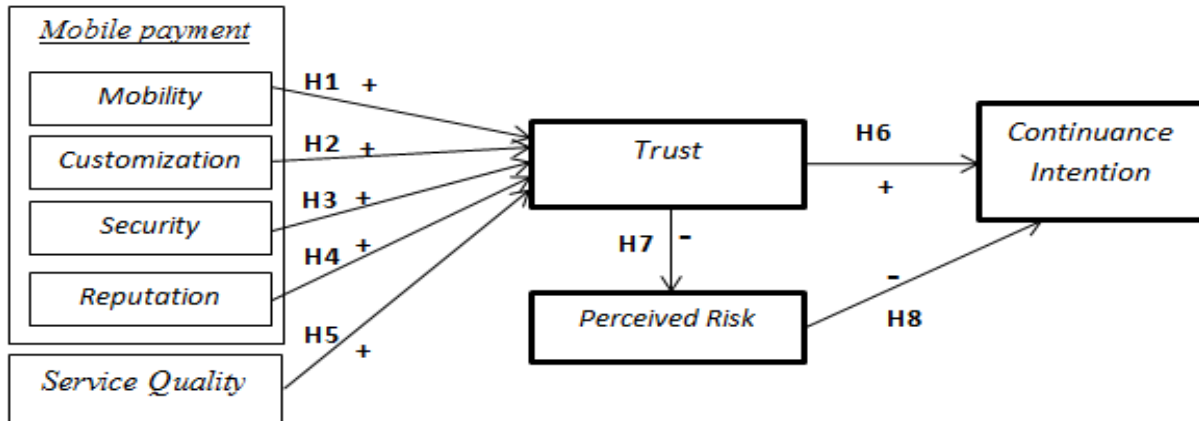 Mobile payment
Mobility
Customization
Security
Reputation
Service Quality
H1 +
H2 +
H3 +
H4 +
H5 +
Trust
H6
+
H7 -
Perceived Risk
-
H8
Continuance
Intention